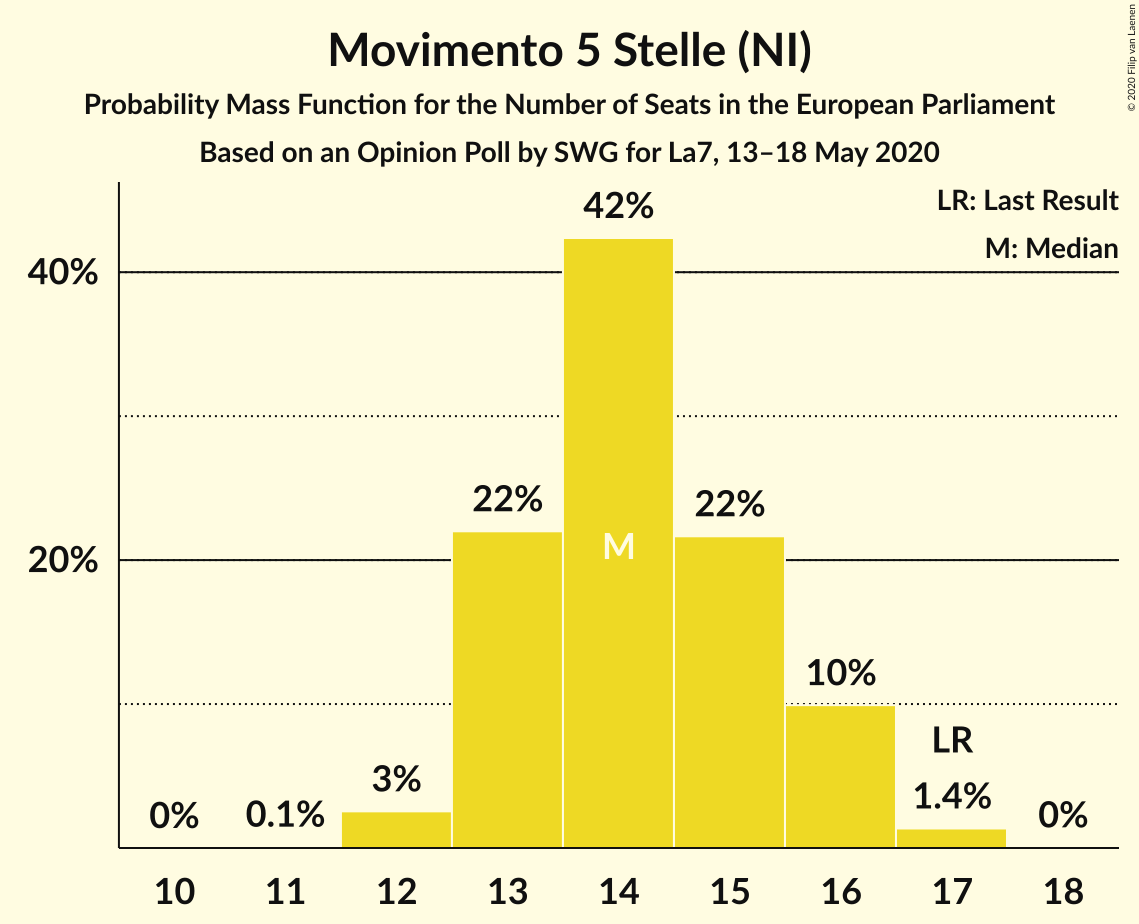 Movimento 5 Stelle (NI)
Probability Mass Function for the Number of Seats in the European Parliament
Based on an Opinion Poll by SWG for La7, 13–18 May 2020
© 2020 Filip van Laenen
LR: Last Result
M: Median
40%
20%
0%
0.1%
3%
22%
42%
M
22%
10%
LR
1.4%
0%
10 11 12 13 14 15 16 17 18